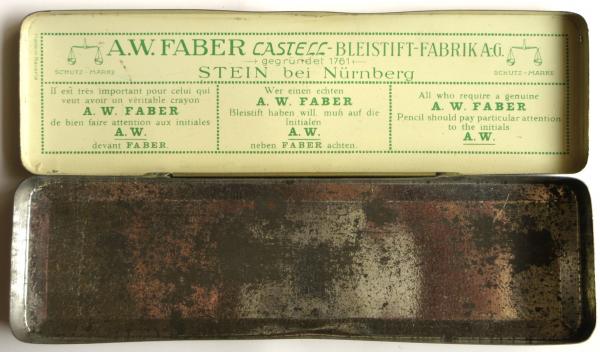 A.W. FABER CASTELL-BLEISTIFT-FABRIK A.-G.
gegründet 1761
STEIN bei Nürnberg
SCHUTZ-MARKE
SCHUTZ-MARKE
Il est très important pour celui qui
veut avoir un véritable crayon
A. W. FABER
de bien faire attention aux initiales
A.W.
devant FABER.
Wer einen echten
A. W. FABER
Bleistift haben will, muß auf die
Initialen
A.W.
neben FABER achten.
All who require a genuine
A. W. FABER
Pencil should pay particular attention
to the initials
A.W.